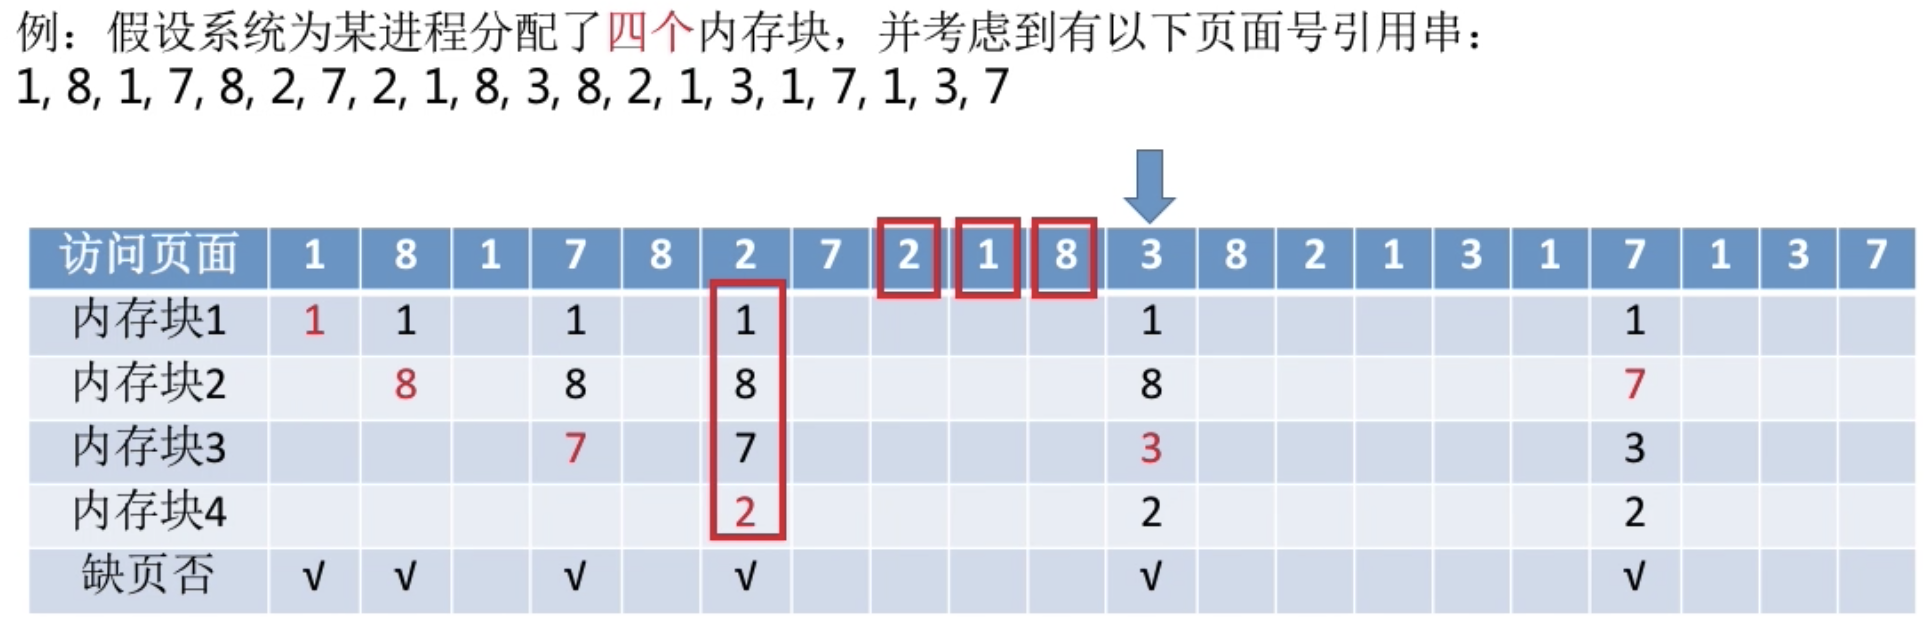 例：假设系统为某进程分配了四个内存块，并考虑到有以下页面号引用串：
1, 8, 1, 7, 8, 2, 7, 2, 1, 8, 3, 8, 2, 1, 3, 1, 7, 1, 3, 7
访问页面 1 8 1 7 8 2 7 2 1 8 3 8 2 1 3 1 7 1 3 7
内存块1 1 1 1 1 1 1
内存块2 8 8 8 8 7
内存块3 7 7 3 3
内存块4 2 2 2
缺页否 √ √ √ √ √ √